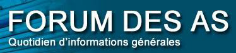 FORUM DES AS
Quotidien d'informations générales